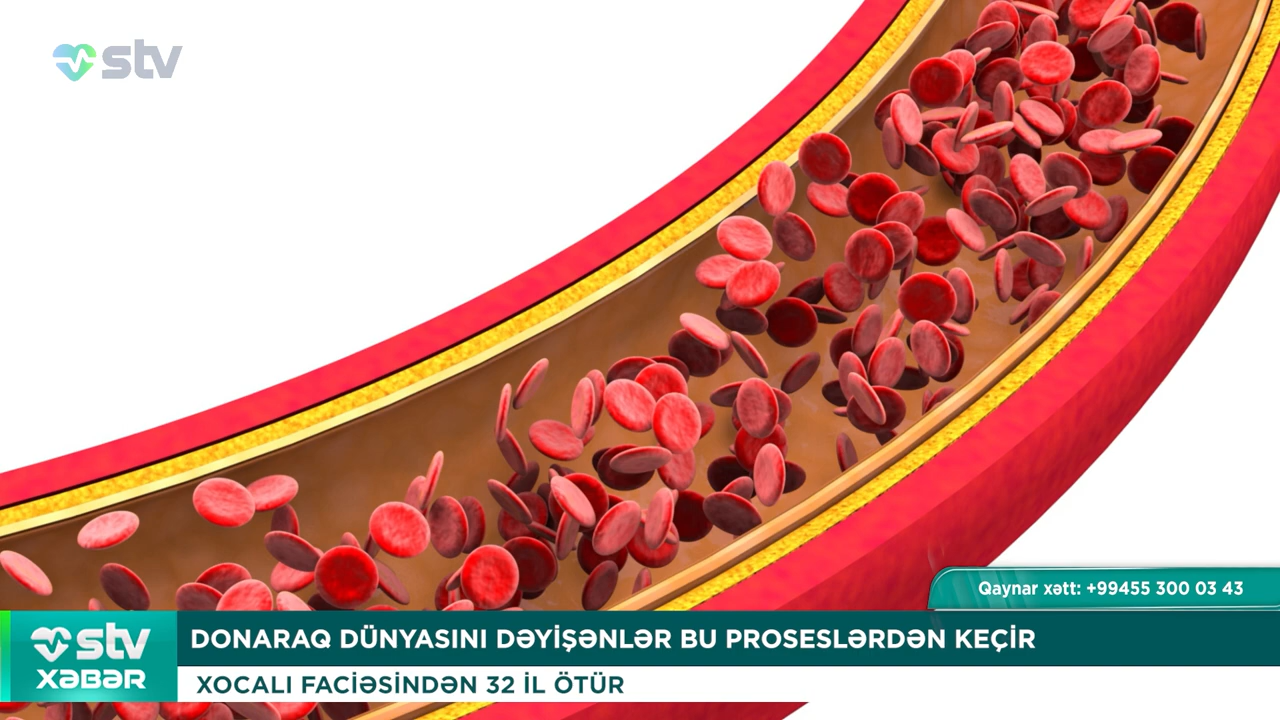 stv
Qaynar xətt: +99455 300 03 43
stv
XƏBƏR
DONARAQ DÜNYASINI DƏYİŞƏNLƏR BU PROSESLƏRDƏN KEÇİR
XOCALI FACİƏSİNDƏN 32 İL ÖTÜR